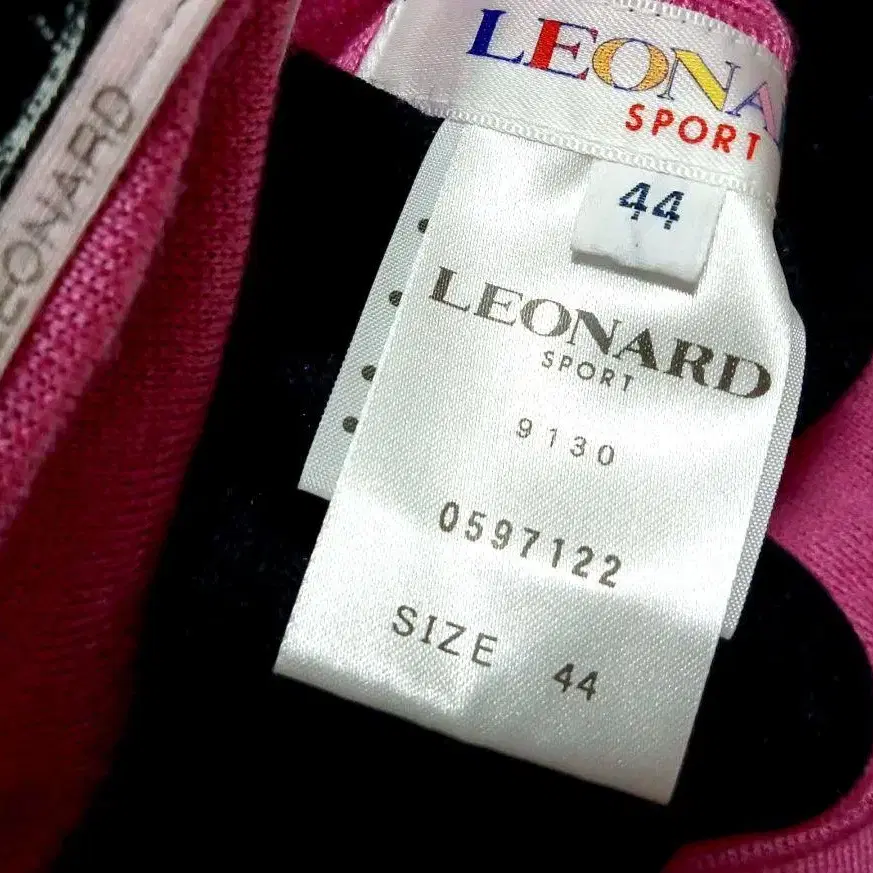 LEONARD
LEONA
SPORT
44
LEONARD
SPORT
9130
0597122
SIZE 44